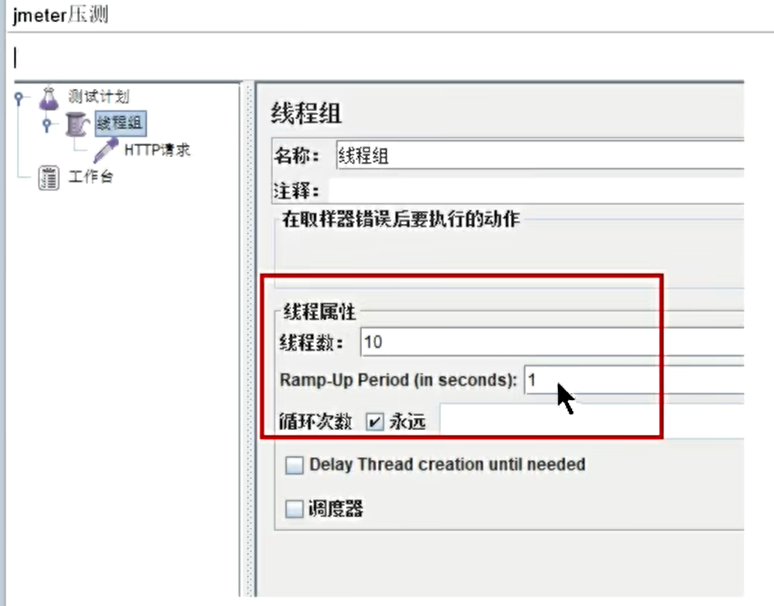 jmeter压测
测试计划
线程组
HTTP请求
工作台
线程组
名称： 线程组
注释：
在取样器错误后要执行的动作
线程属性
线程数： 10
Ramp-Up Period (in seconds): 1
循环次数 永远
Delay Thread creation until needed
调度器